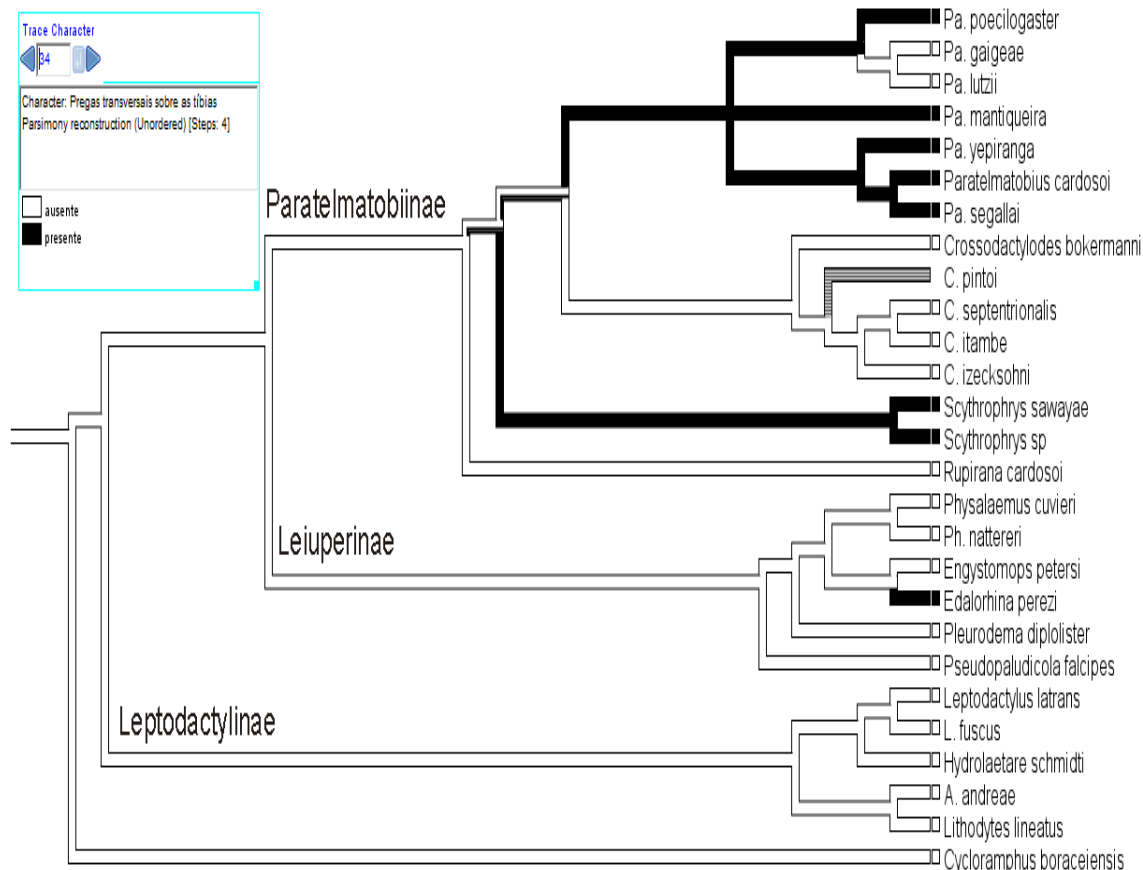 Trace Character
34
Character: Pregas transversais sobre as tíbias
Parsimony reconstruction (Unordered) [Steps: 4]
ausente
presente
Paratelmatobiinae
Leiuperinae
Leptodactylinae
Pa. poecilogaster
Pa. gaigeae
Pa. lutzii
Pa. mantiqueira
Pa. yepiranga
Paratelmatobius cardosoi
Pa. segallai
Crossodactylodes bokermanni
C. pintoi
C. septentrionalis
C. itambe
C. izecksohni
Scythrophrys sawayae
Scythrophrys sp
Rupirana cardosoi
Physalaemus cuvieri
Ph. nattereri
Engystomops petersi
Edalorhina perezi
Pleurodema diplolister
Pseudopaludicola falcipes
Leptodactylus latrans
L. fuscus
Hydrolaetare schmidti
A. andreae
Lithodytes lineatus
Cycloramphus boraceiensis